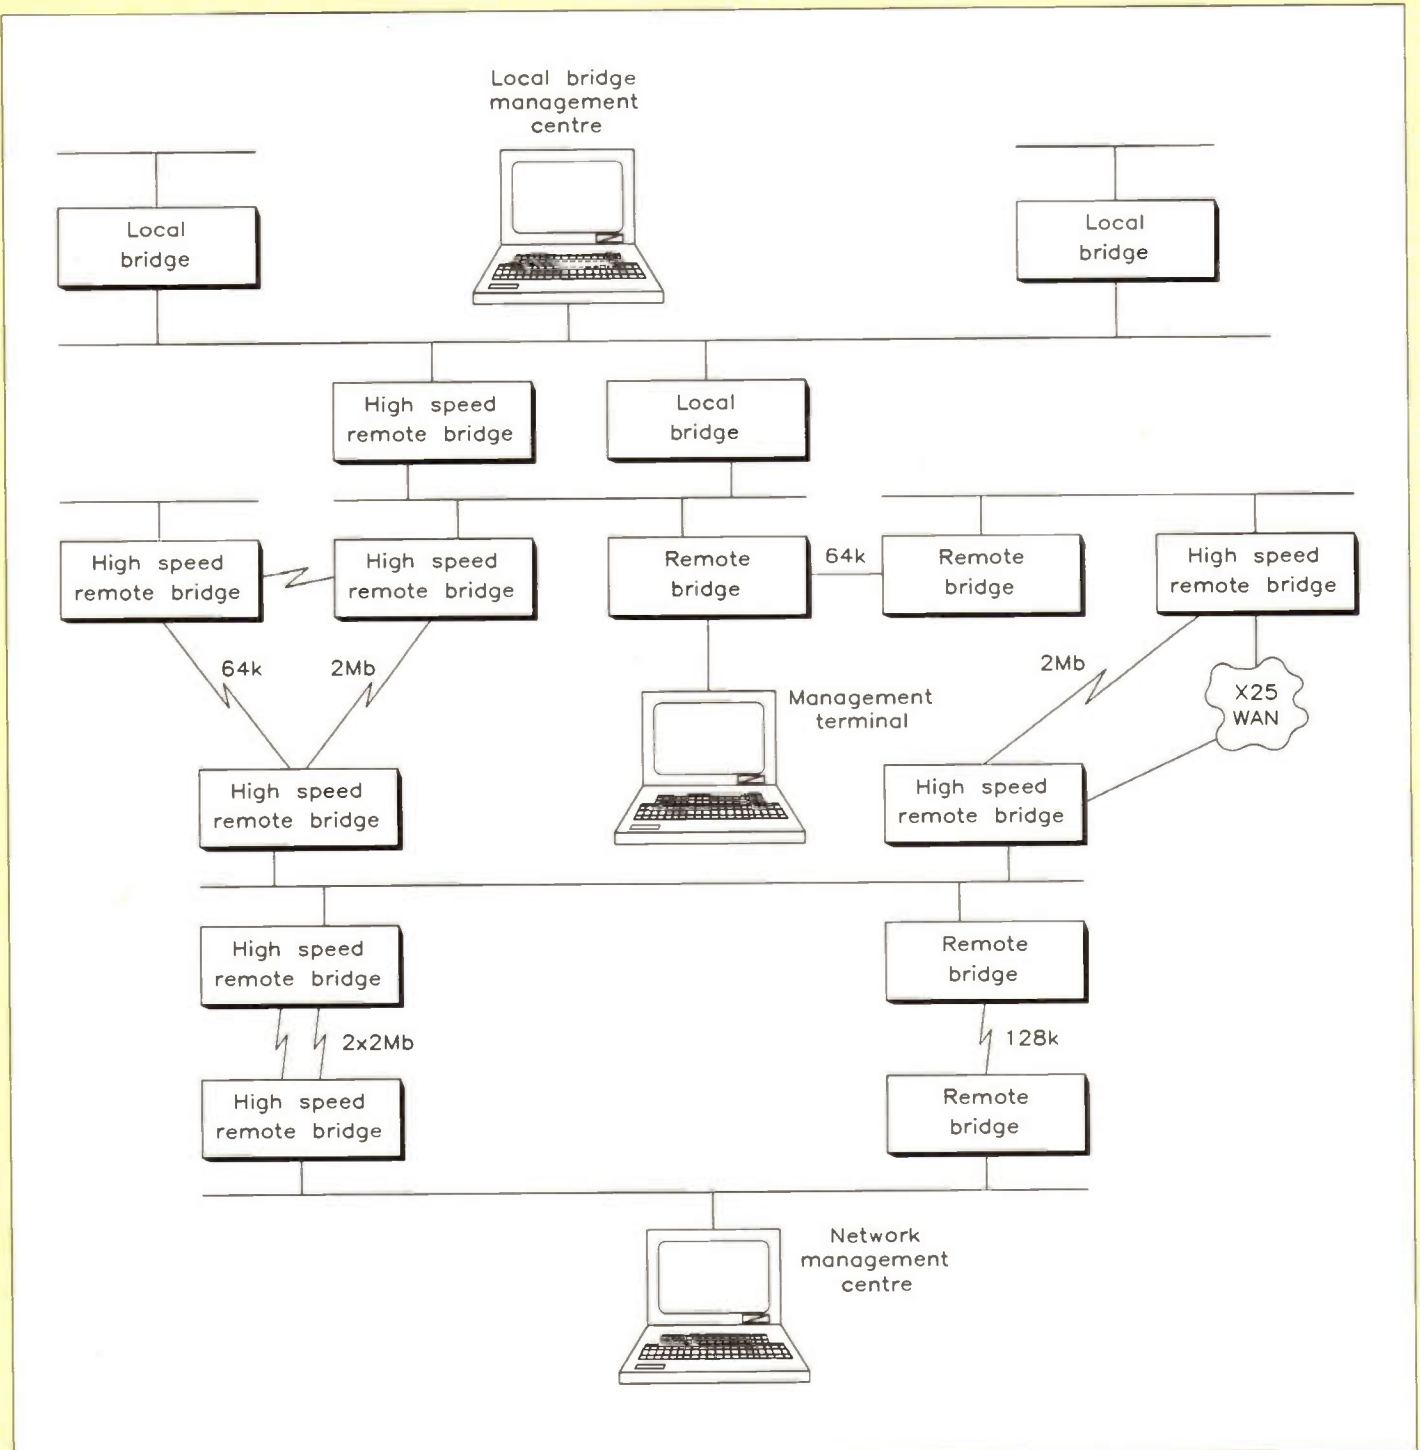 Local bridge
management
centre
Local
bridge
Local
bridge
High speed
remote bridge
Local
bridge
High speed
remote bridge
High speed
remote bridge
Remote
bridge
64k
Remote
bridge
High speed
remote bridge
64k
2Mb
Management
terminal
2Mb
X25
WAN
High speed
remote bridge
High speed
remote bridge
High speed
remote bridge
Remote
bridge
2x2Mb
128k
High speed
remote bridge
Remote
bridge
Network
management
centre